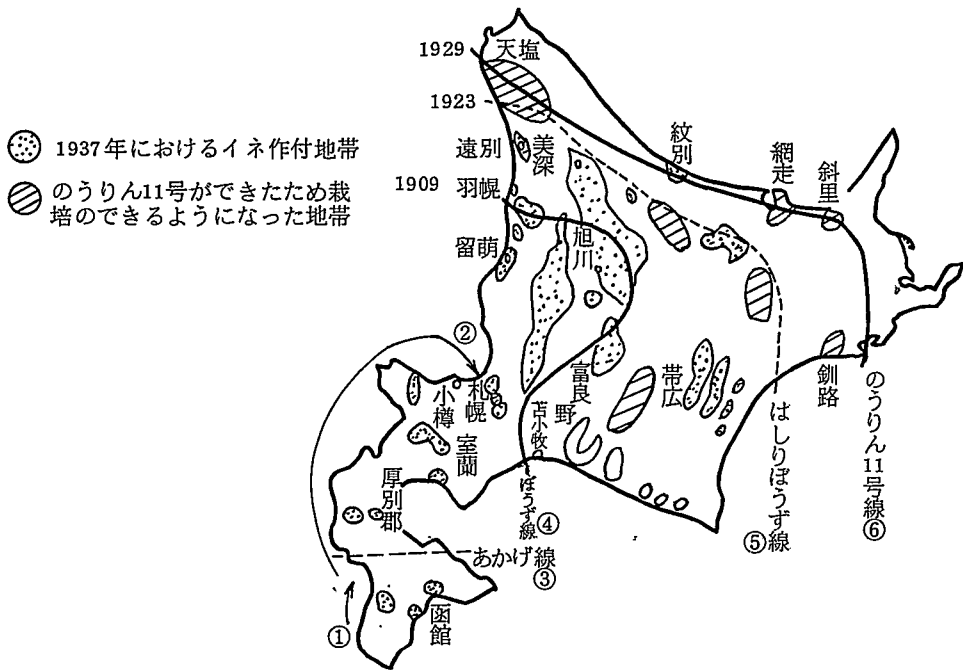 1937年におけるイネ作付地帯
のうりん11号ができたため栽
培のできるようになった地帯
1929
天塩
1923
遠別
美深
紋別
網走
斜里
1909
羽幌
旭川
留萌
②
小樽
札幌
富良野
帯広
釧路
室蘭
苫小牧
厚別郡
ぼうず線
④
はしりぼうず線
⑤
のうりん11号線
⑥
あかげ線
③
①
函館